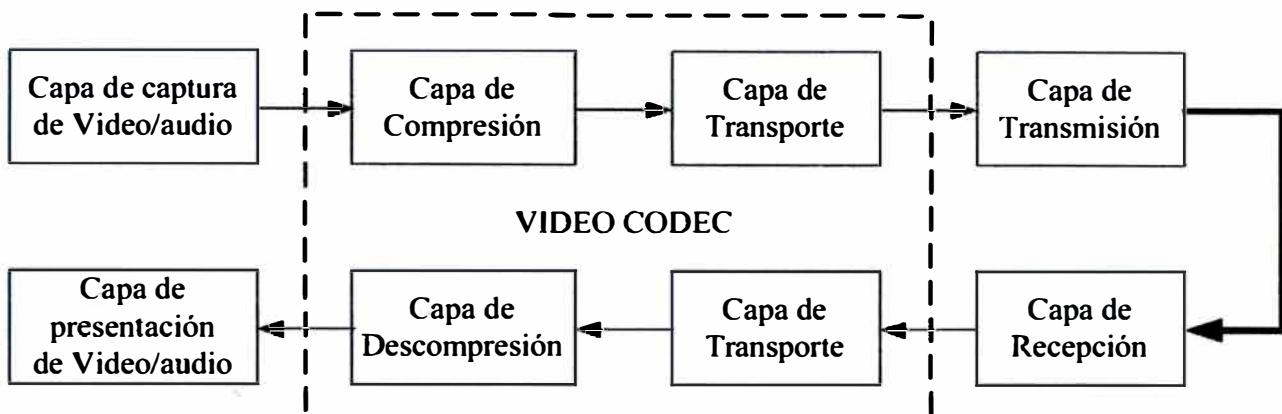 Capa de captura
de Video/audio
Capa de
Compresión
Capa de
Transporte
Capa de
Transmisión
VIDEO CODEC
Capa de
presentación
de Video/audio
Capa de
Descompresión
Capa de
Transporte
Capa de
Recepción